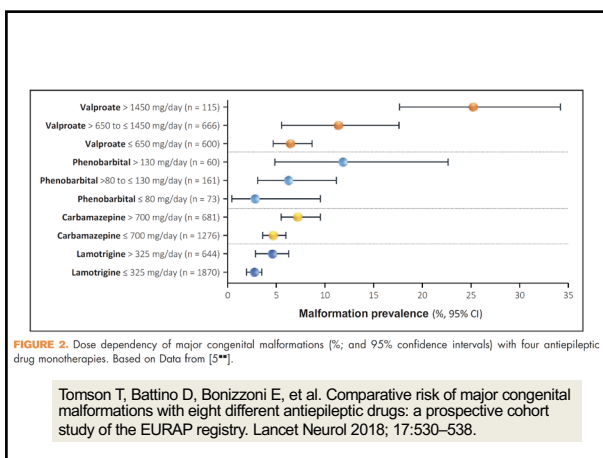 Valproate > 1450 mg/day (n = 115)
Valproate > 650 to ≤ 1450 mg/day (n = 666)
Valproate ≤ 650 mg/day (n = 600)
Phenobarbital > 130 mg/day (n = 60)
Phenobarbital >80 to ≤ 130 mg/day (n = 161)
Phenobarbital ≤ 80 mg/day (n = 73)
Carbamazepine > 700 mg/day (n = 681)
Carbamazepine ≤ 700 mg/day (n = 1276)
Lamotrigine > 325 mg/day (n = 644)
Lamotrigine ≤ 325 mg/day (n = 1870)
0 5 10 15 20 25 30 35
Malformation prevalence (%, 95% CI)
FIGURE 2. Dose dependency of major congenital malformations (%; and 95% confidence intervals) with four antiepileptic
drug monotherapies. Based on Data from [5▪▪].
Tomson T, Battino D, Bonizzoni E, et al. Comparative risk of major congenital
malformations with eight different antiepileptic drugs: a prospective cohort
study of the EURAP registry. Lancet Neurol 2018; 17:530–538.